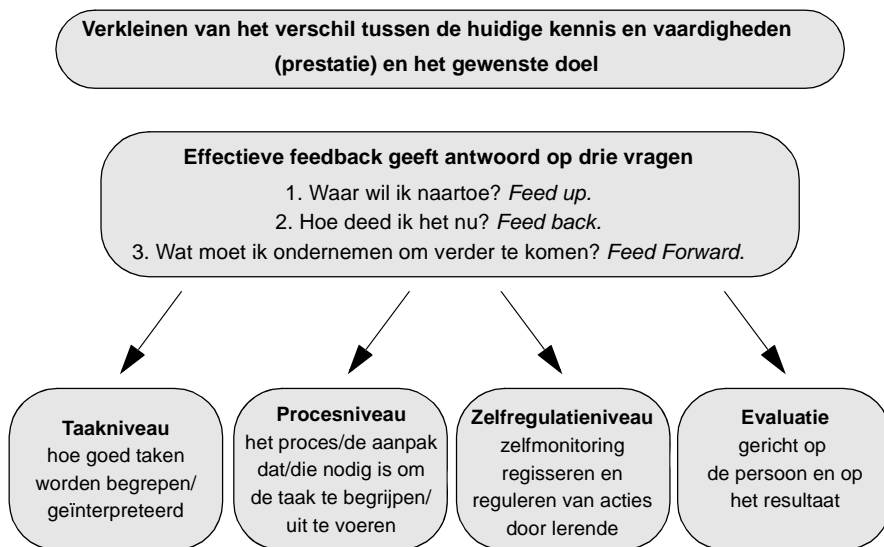 Verkleinen van het verschil tussen de huidige kennis en vaardigheden
(prestatie) en het gewenste doel
Effectieve feedback geeft antwoord op drie vragen
1. Waar wil ik naartoe? Feed up.
2. Hoe deed ik het nu? Feed back.
3. Wat moet ik ondernemen om verder te komen? Feed Forward.
Taakniveau
hoe goed taken
worden begrepen/
geïnterpreteerd
Procesniveau
het proces/de aanpak
dat/die nodig is om
de taak te begrijpen/
uit te voeren
Zelfregulatieniveau
zelfmonitoring
regisseren en
reguleren van acties
door lerende
Evaluatie
gericht op
de persoon en op
het resultaat